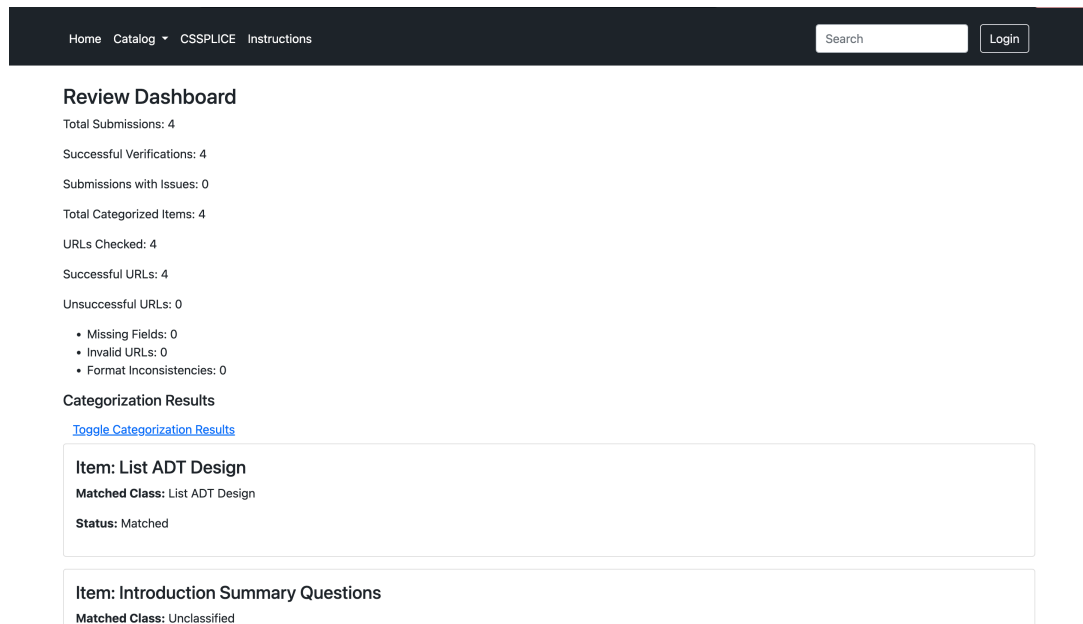 Home Catalog CSSPLICE Instructions Search Login
Review Dashboard
Total Submissions: 4
Successful Verifications: 4
Submissions with Issues: 0
Total Categorized Items: 4
URLs Checked: 4
Successful URLs: 4
Unsuccessful URLs: 0
• Missing Fields: 0
• Invalid URLs: 0
• Format Inconsistencies: 0
Categorization Results
Toggle Categorization Results
Item: List ADT Design
Matched Class: List ADT Design
Status: Matched
Item: Introduction Summary Questions
Matched Class: Unclassified